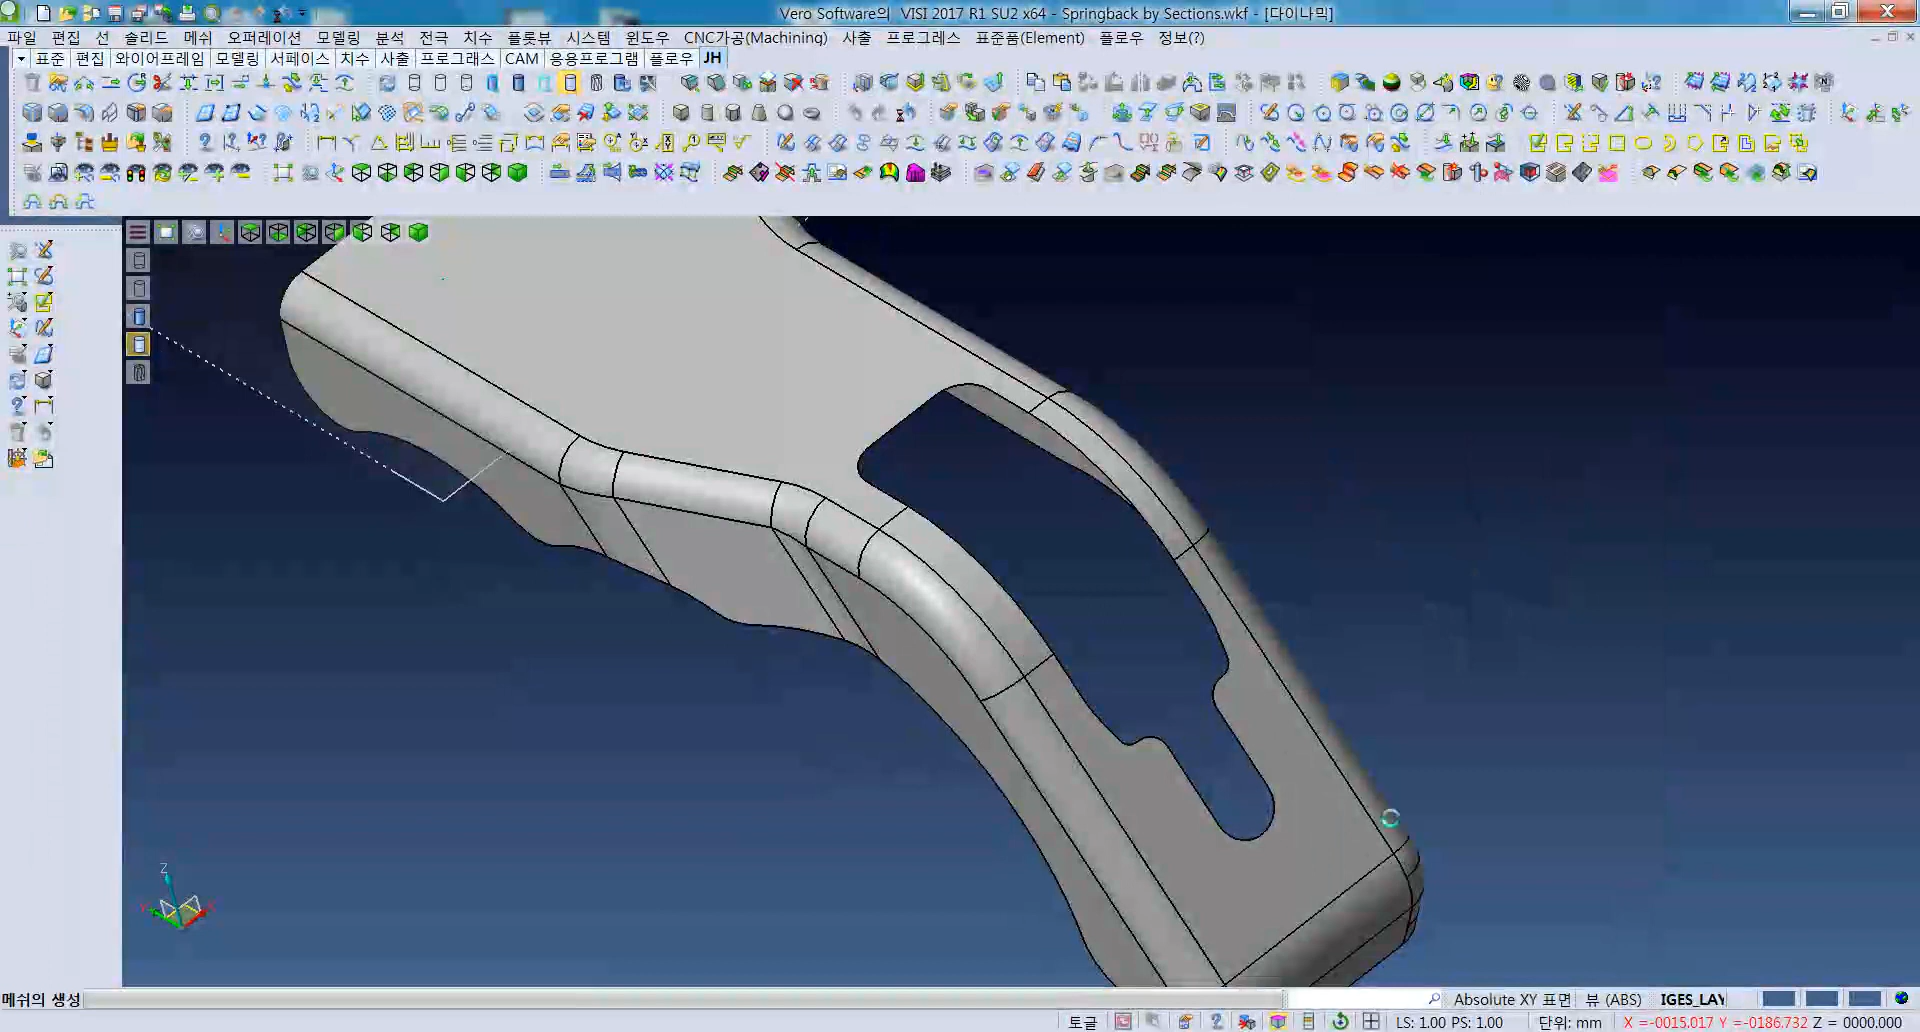 Vero Software의 VISI 2017 R1 SU2 x64 - Springback by Sections.wkf - [다이나믹]
파일 편집 선 솔리드 메쉬 오퍼레이션 모델링 분석 전극 치수 플롯뷰 시스템 윈도우 CNC가공(Machining) 사출 프로그레스 표준품(Element) 플로우 정보(?)
표준 편집 와이어프레임 모델링 서페이스 치수 사출 프로그래스 CAM 응용프로그램 플로우 JH
Z
Y X
메쉬의 생성 Absolute XY 표면 뷰 (ABS) IGES_LAY
토글 LS: 1.00 PS: 1.00 단위: mm X =-0015.017 Y =-0186.732 Z = 0000.000